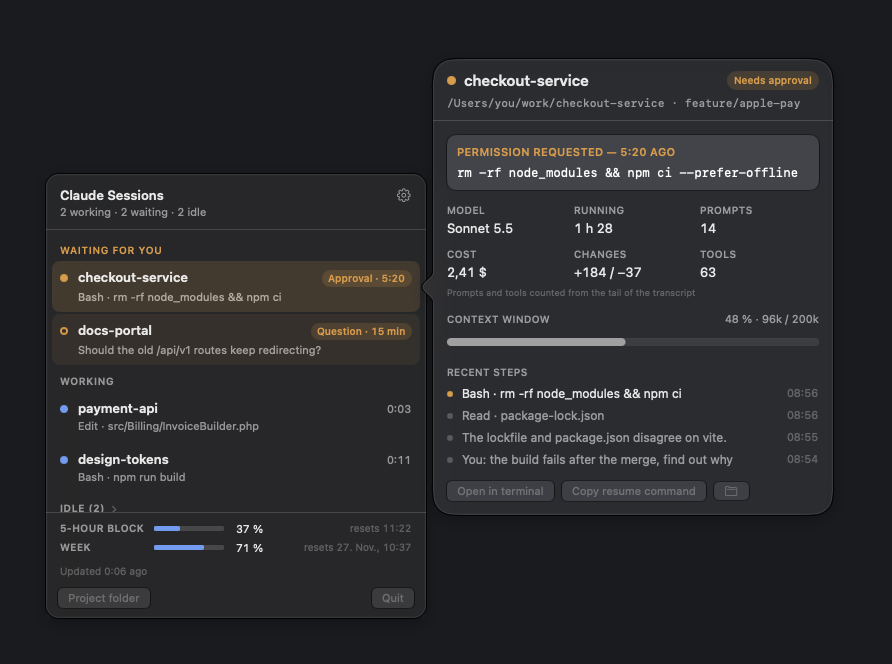 Claude Sessions
2 working · 2 waiting · 2 idle
WAITING FOR YOU
checkout-service
Approval · 5:20
Bash · rm -rf node_modules && npm ci
docs-portal
Question · 15 min
Should the old /api/v1 routes keep redirecting?
WORKING
payment-api
0:03
Edit · src/Billing/InvoiceBuilder.php
design-tokens
0:11
Bash · npm run build
IDLE (2)
5-HOUR BLOCK 37 % resets 11:22
WEEK 71 % resets 27. Nov., 10:37
Updated 0:06 ago
Project folder
Quit
checkout-service
Needs approval
/Users/you/work/checkout-service · feature/apple-pay
PERMISSION REQUESTED — 5:20 AGO
rm -rf node_modules && npm ci --prefer-offline
MODEL RUNNING PROMPTS
Sonnet 5.5 1 h 28 14
COST CHANGES TOOLS
2,41 $ +184 / −37 63
Prompts and tools counted from the tail of the transcript
CONTEXT WINDOW 48 % · 96k / 200k
RECENT STEPS
Bash · rm -rf node_modules && npm ci 08:56
Read · package-lock.json 08:56
The lockfile and package.json disagree on vite. 08:55
You: the build fails after the merge, find out why 08:54
Open in terminal
Copy resume command